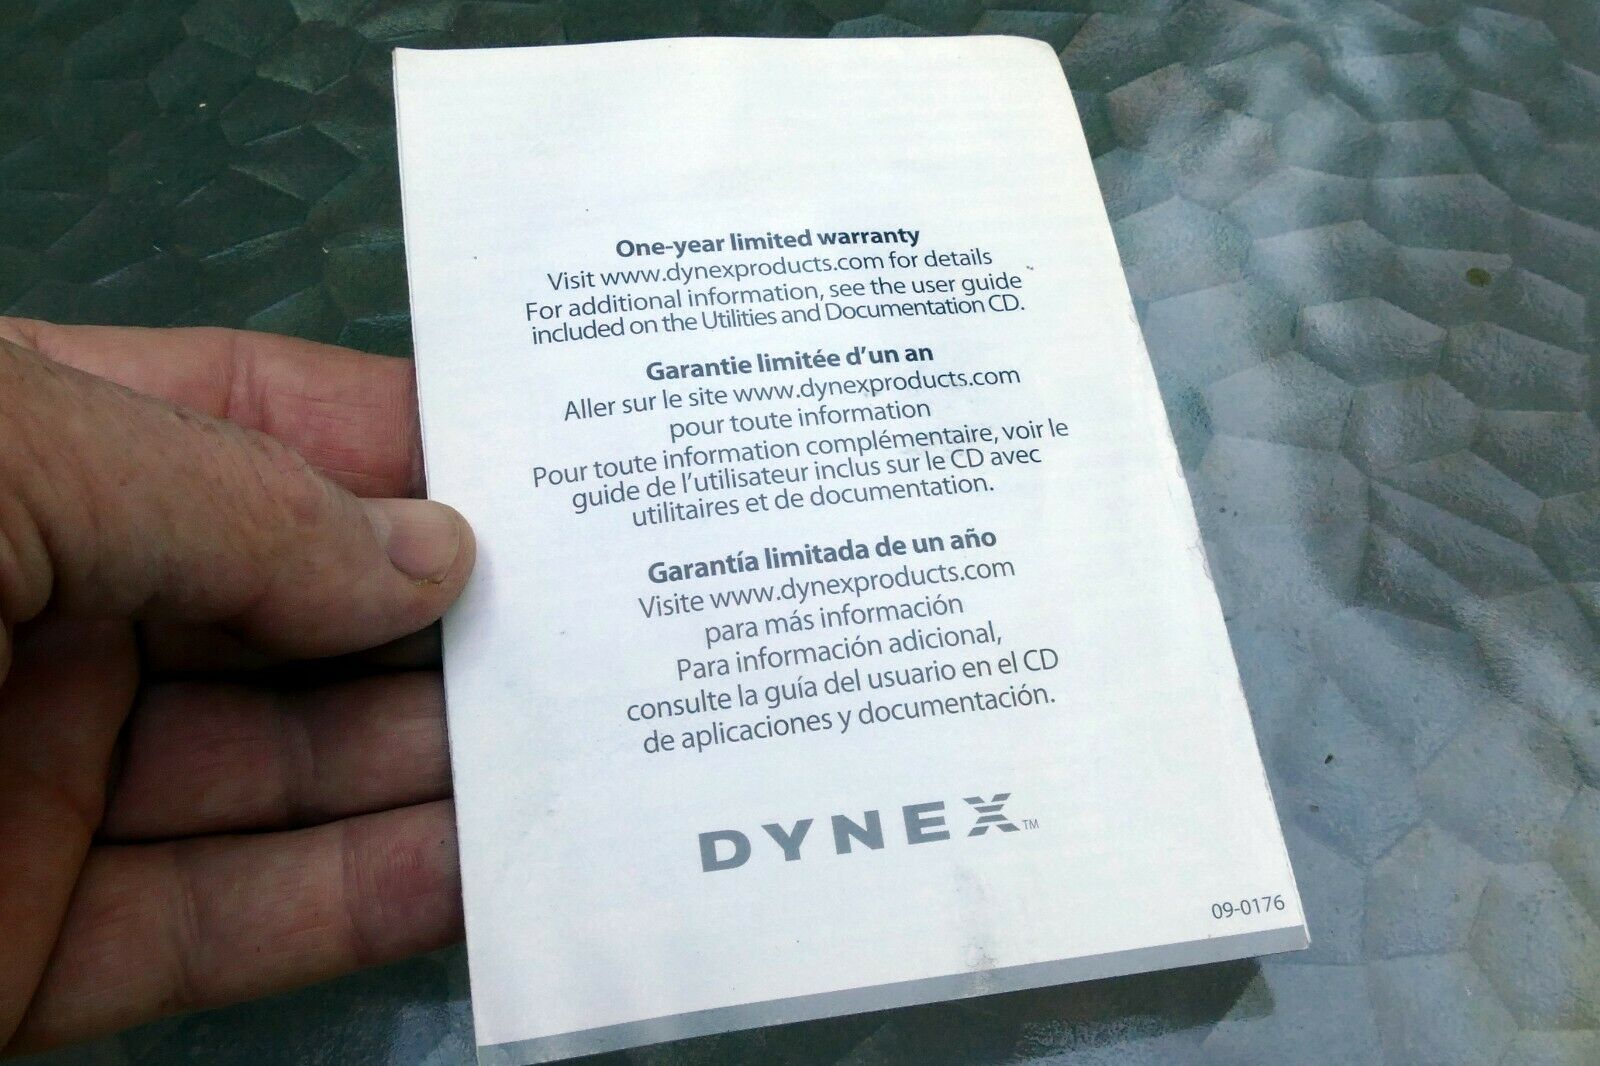 One-year limited warranty
Visit www.dynexproducts.com for details
For additional information, see the user guide
included on the Utilities and Documentation CD.
Garantie limitée d'un an
Aller sur le site www.dynexproducts.com
pour toute information
Pour toute information complémentaire, voir le
guide de l'utilisateur inclus sur le CD avec
utilitaires et de documentation.
Garantía limitada de un año
Visite www.dynexproducts.com
para más información
Para información adicional,
consulte la guía del usuario en el CD
de aplicaciones y documentación.
DYNEX™
09-0176